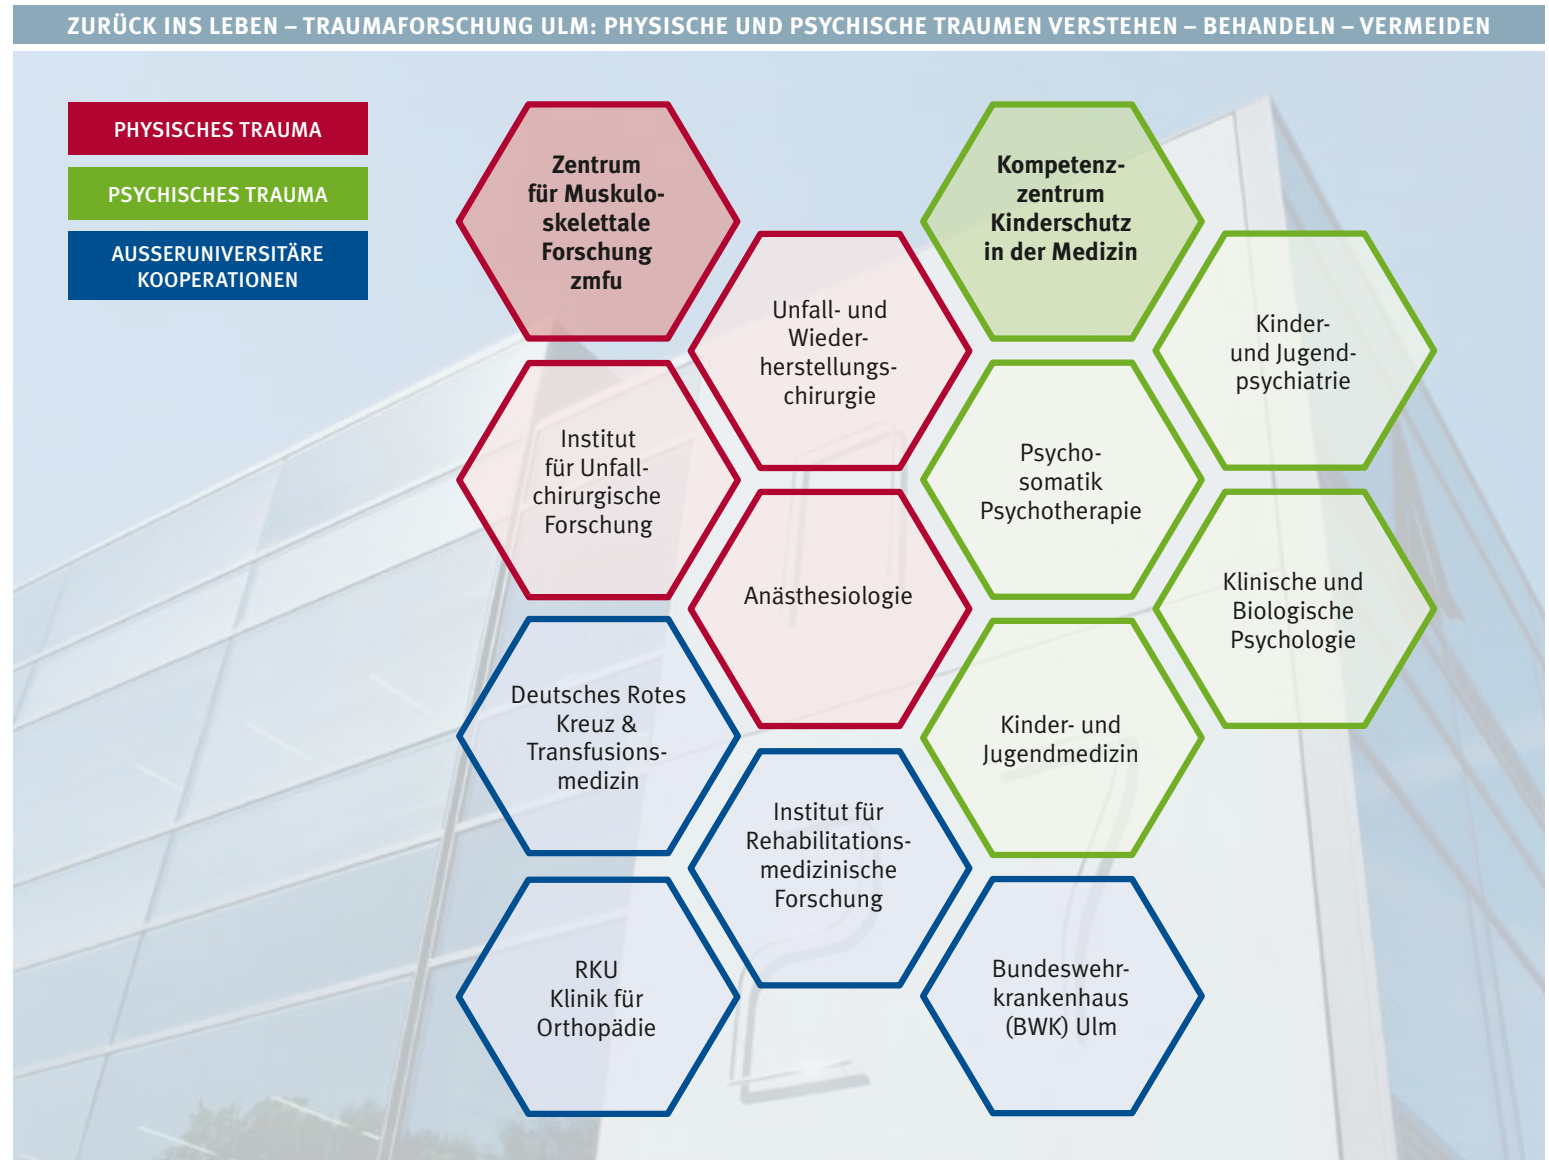 ZURÜCK INS LEBEN – TRAUMAFORSCHUNG ULM: PHYSISCHE UND PSYCHISCHE TRAUMEN VERSTEHEN – BEHANDELN – VERMEIDEN
PHYSISCHES TRAUMA
PSYCHISCHES TRAUMA
AUSSERUNIVERSITÄRE
KOOPERATIONEN
Zentrum
für Muskulo-
skelettale
Forschung
zmfu
Kompetenz-
zentrum
Kinderschutz
in der Medizin
Unfall- und
Wieder-
herstellungs-
chirurgie
Kinder-
und Jugend-
psychiatrie
Institut
für Unfall-
chirurgische
Forschung
Psycho-
somatik
Psychotherapie
Anästhesiologie
Klinische und
Biologische
Psychologie
Deutsches Rotes
Kreuz &
Transfusions-
medizin
Kinder- und
Jugendmedizin
Institut für
Rehabilitations-
medizinische
Forschung
RKU
Klinik für
Orthopädie
Bundeswehr-
krankenhaus
(BWK) Ulm